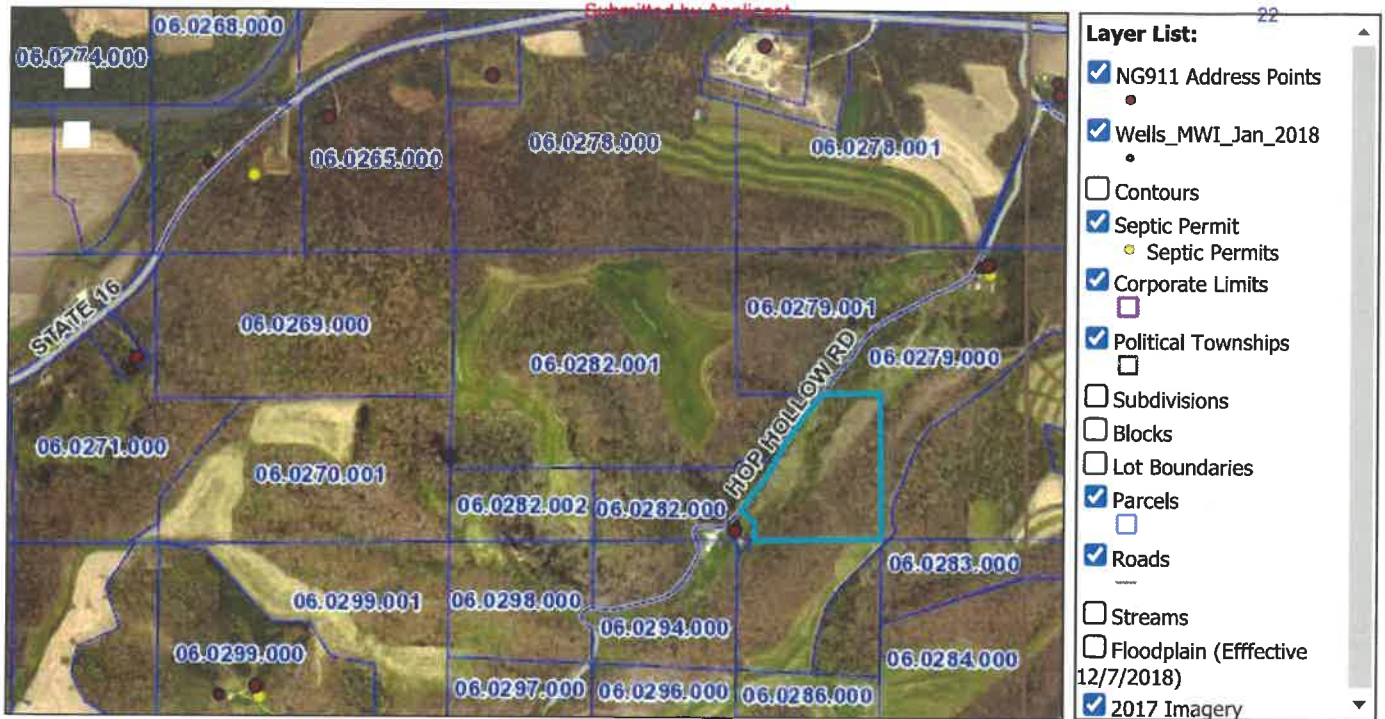 Submitted by Applicant
22
06.0268.000
06.0274.000
06.0265.000
06.0278.000
06.0278.001
STATE 16
06.0269.000
06.0282.001
06.0279.001
HOP HOLLOW RD
06.0279.000
06.0271.000
06.0270.001
06.0282.002
06.0282.000
06.0283.000
06.0299.001
06.0298.000
06.0294.000
06.0299.000
06.0284.000
06.0297.000
06.0296.000
06.0286.000
Layer List:
NG911 Address Points
Wells_MWI_Jan_2018
Contours
Septic Permit
Septic Permits
Corporate Limits
Political Townships
Subdivisions
Blocks
Lot Boundaries
Parcels
Roads
Streams
Floodplain (Efffective
12/7/2018)
2017 Imagery